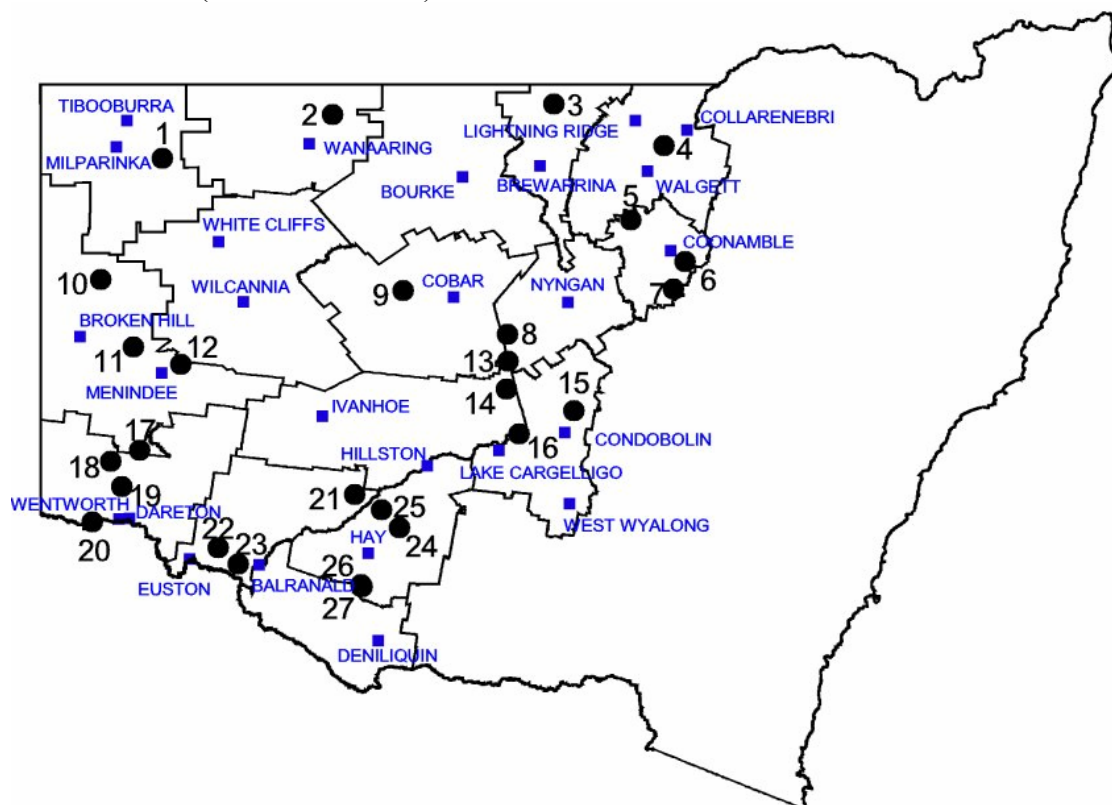 TIBOOBURRA
1
MILPARINKA
2
WANAARING
3
LIGHTNING RIDGE
COLLARENEBRI
4
BOURKE
BREWARRINA
WALGETT
5
WHITE CLIFFS
COONAMBLE
6
7
10
WILCANNIA
9
COBAR
NYNGAN
BROKEN HILL
8
11
12
13
MENINDEE
14
15
IVANHOE
16
CONDOBOLIN
17
18
HILLSTON
LAKE CARGELLIGO
19
21
25
WENTWORTH
DARETON
WEST WYALONG
20
22
23
HAY
24
EUSTON
BALRANALD
26
27
DENILIQUIN